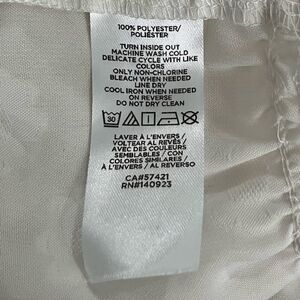 100% POLYESTER/
POLIÉSTER
TURN INSIDE OUT
MACHINE WASH COLD
DELICATE CYCLE WITH LIKE
COLORS
ONLY NON-CHLORINE
BLEACH WHEN NEEDED
LINE DRY
COOL IRON WHEN NEEDED
ON REVERSE
DO NOT DRY CLEAN
30
LAVER À L'ENVERS /
VOLTEAR AL REVÉS /
AVEC DES COULEURS
SEMBLABLES / CON
COLORES SIMILARES /
À L'ENVERS / AL REVERSO
CA#57421
RN#140923